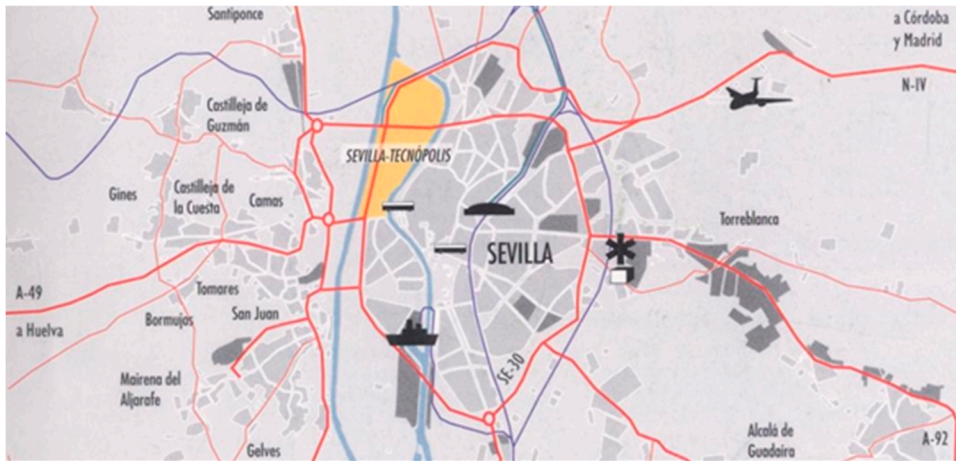 Santiponce
a Córdoba
y Madrid
N-IV
Castilleja de
Guzmán
SEVILLA-TECNÓPOLIS
Gines
Castilleja de
la Cuesta
Camas
Torreblanca
SEVILLA
A-49
Tomares
a Huelva
Bormujos
San Juan
SE-30
Mairena del
Aljarafe
Gelves
Alcalá de
Guadaira
A-92